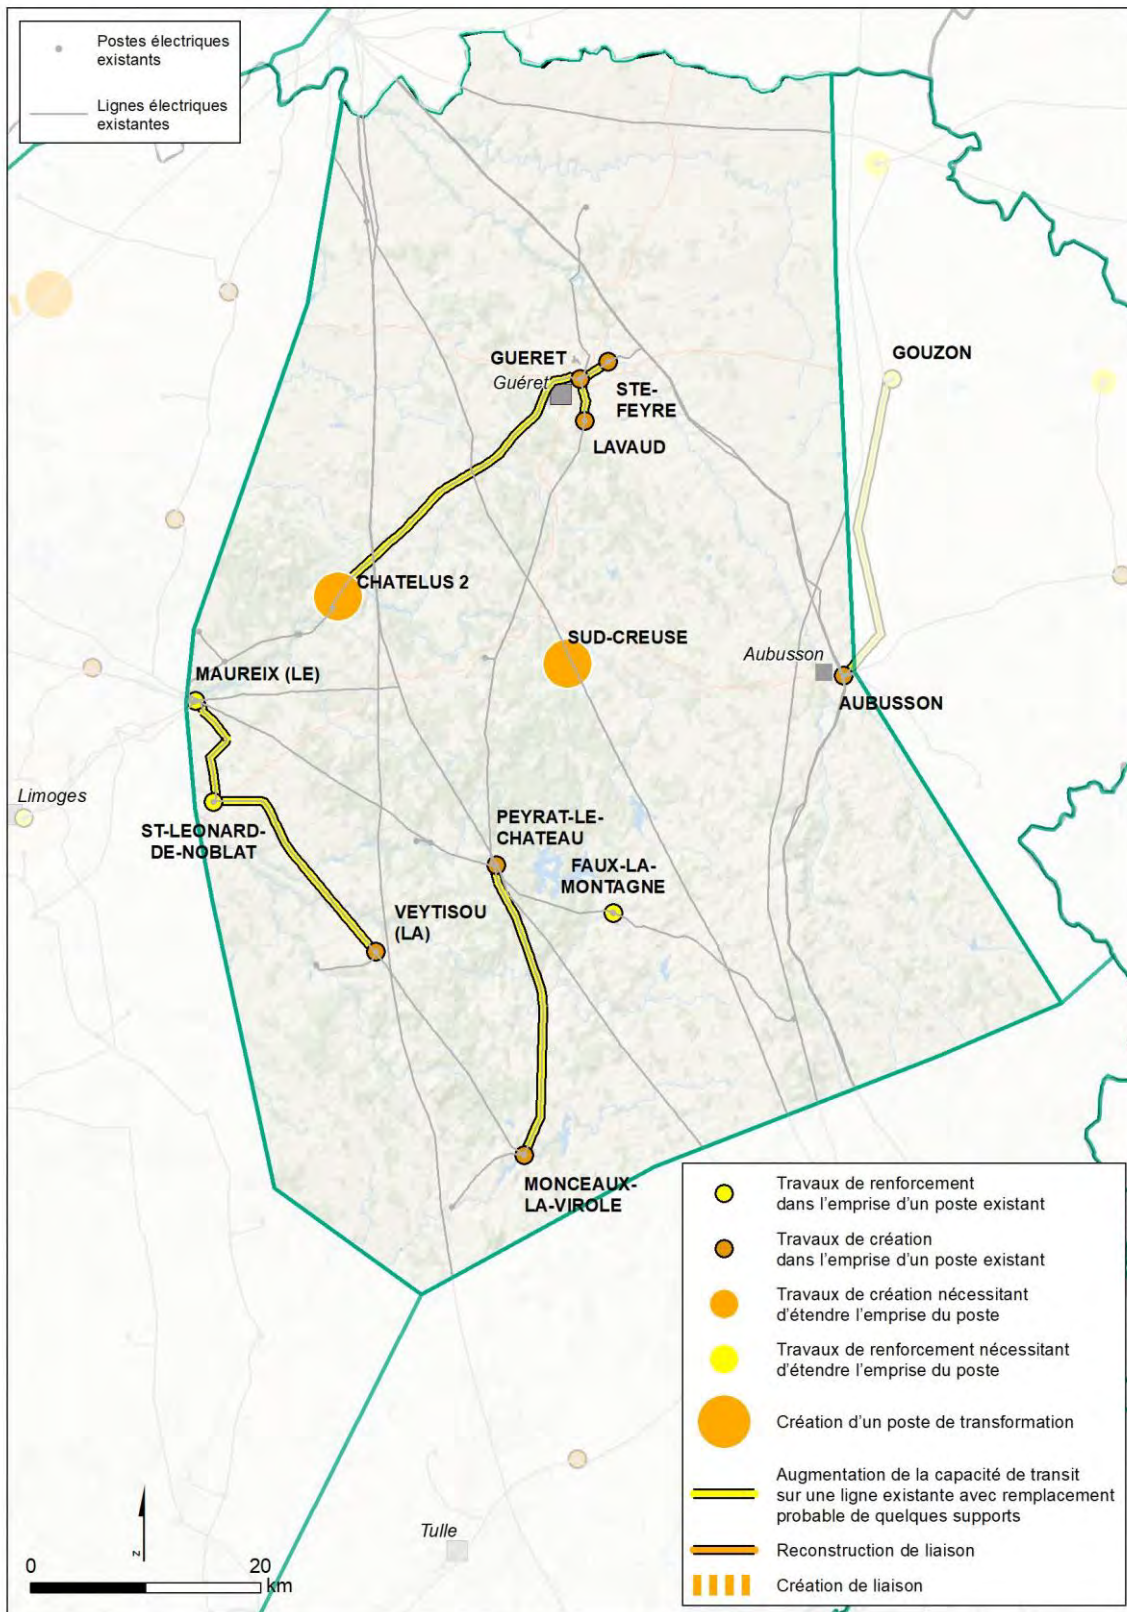 Postes électriques
existants
Lignes électriques
existantes
GUERET
Guéret
STE-
FEYRE
LAVAUD
GOUZON
CHATELUS 2
SUD-CREUSE
Aubusson
AUBUSSON
MAUREIX (LE)
Limoges
ST-LEONARD-
DE-NOBLAT
PEYRAT-LE-
CHATEAU
FAUX-LA-
MONTAGNE
VEYTISOU
(LA)
MONCEAUX-
LA-VIROLE
Tulle
Travaux de renforcement
dans l'emprise d'un poste existant
Travaux de création
dans l'emprise d'un poste existant
Travaux de création nécessitant
d'étendre l'emprise du poste
Travaux de renforcement nécessitant
d'étendre l'emprise du poste
Création d'un poste de transformation
Augmentation de la capacité de transit
sur une ligne existante avec remplacement
probable de quelques supports
Reconstruction de liaison
Création de liaison
N
0 20
km